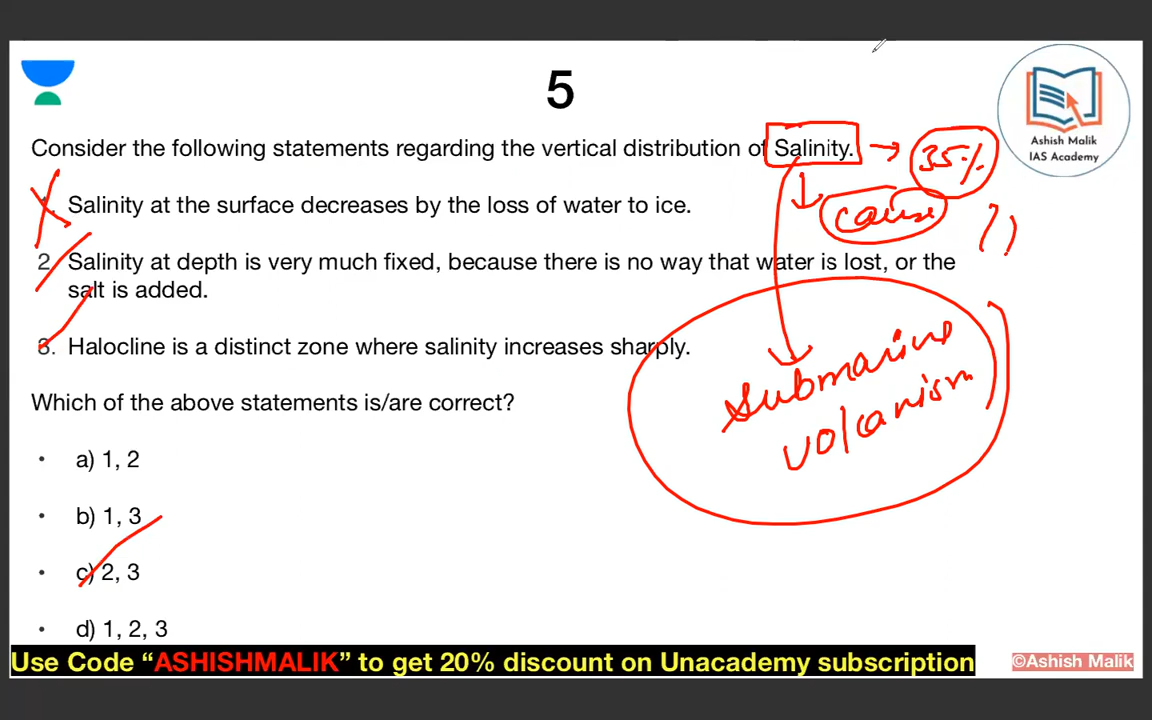 5
Ashish Malik
IAS Academy
Consider the following statements regarding the vertical distribution of Salinity. → 35%
cause
1. Salinity at the surface decreases by the loss of water to ice.
2. Salinity at depth is very much fixed, because there is no way that water is lost, or the
salt is added.
3. Halocline is a distinct zone where salinity increases sharply.
submarine
volcanism
Which of the above statements is/are correct?
• a) 1, 2
• b) 1, 3
• c) 2, 3
• d) 1, 2, 3
Use Code “ASHISHMALIK” to get 20% discount on Unacademy subscription
©Ashish Malik